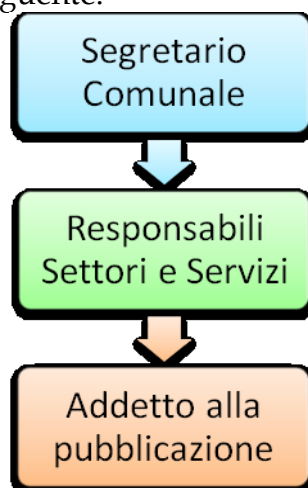 Segretario
Comunale
Responsabili
Settori e Servizi
Addetto alla
pubblicazione